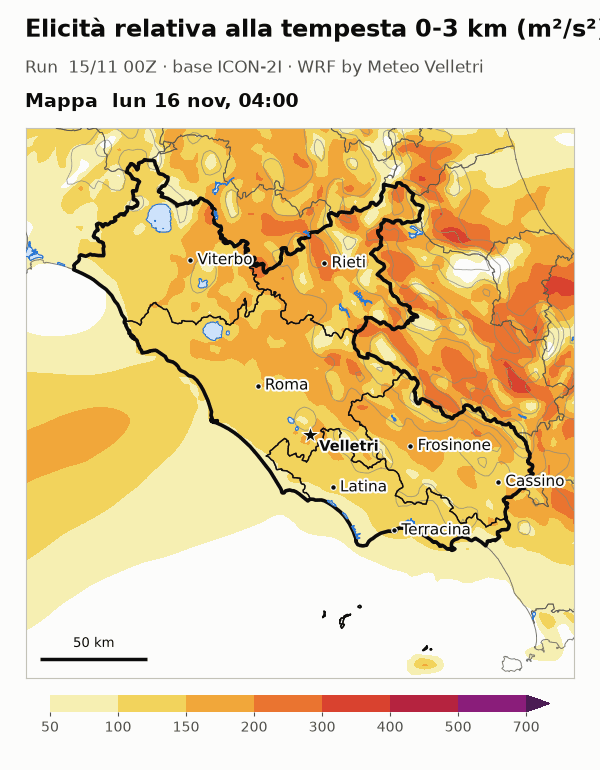 Elicità relativa alla tempesta 0-3 km (m²/s²)
Run 15/11 00Z · base ICON-2I · WRF by Meteo Velletri
Mappa lun 16 nov, 04:00
Viterbo
Rieti
Roma
Velletri
Frosinone
Latina
Cassino
Terracina
50 km
50 100 150 200 300 400 500 700